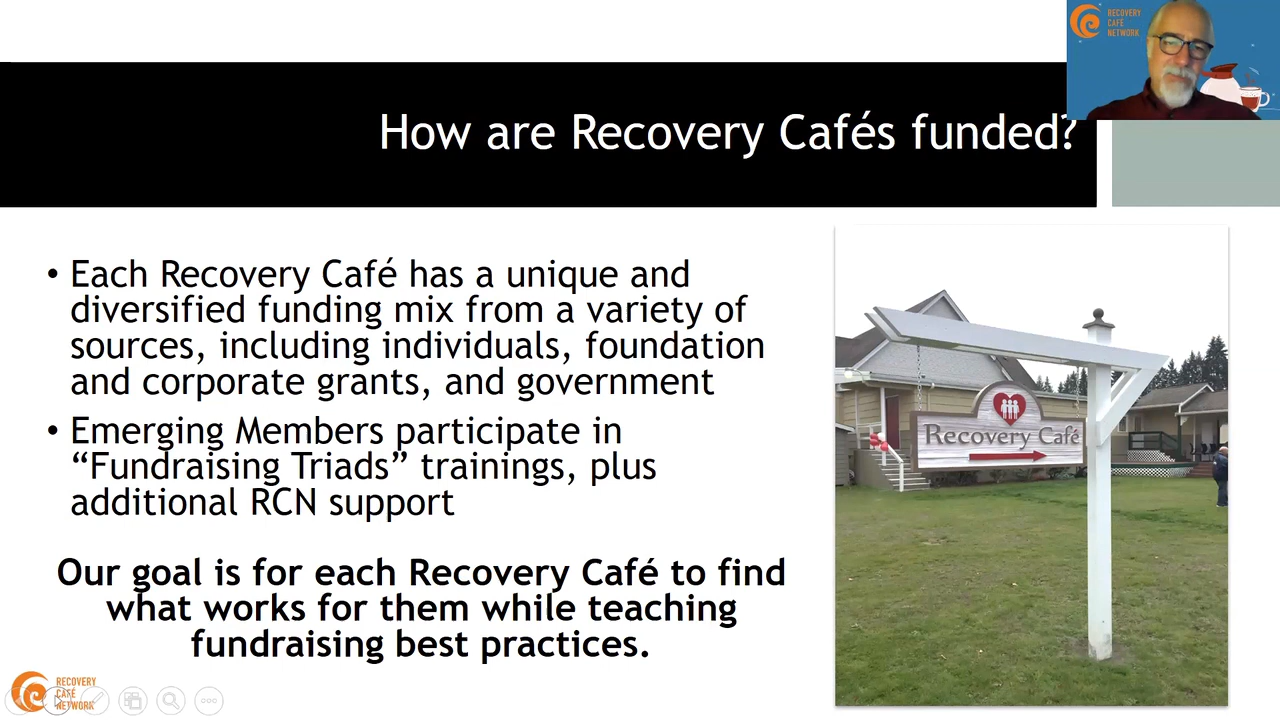 RECOVERY
CAFÉ
NETWORK
How are Recovery Cafés funded?
• Each Recovery Café has a unique and
diversified funding mix from a variety of
sources, including individuals, foundation
and corporate grants, and government
• Emerging Members participate in
“Fundraising Triads” trainings, plus
additional RCN support
Our goal is for each Recovery Café to find
what works for them while teaching
fundraising best practices.
Recovery Café
RECOVERY
CAFÉ
NETWORK